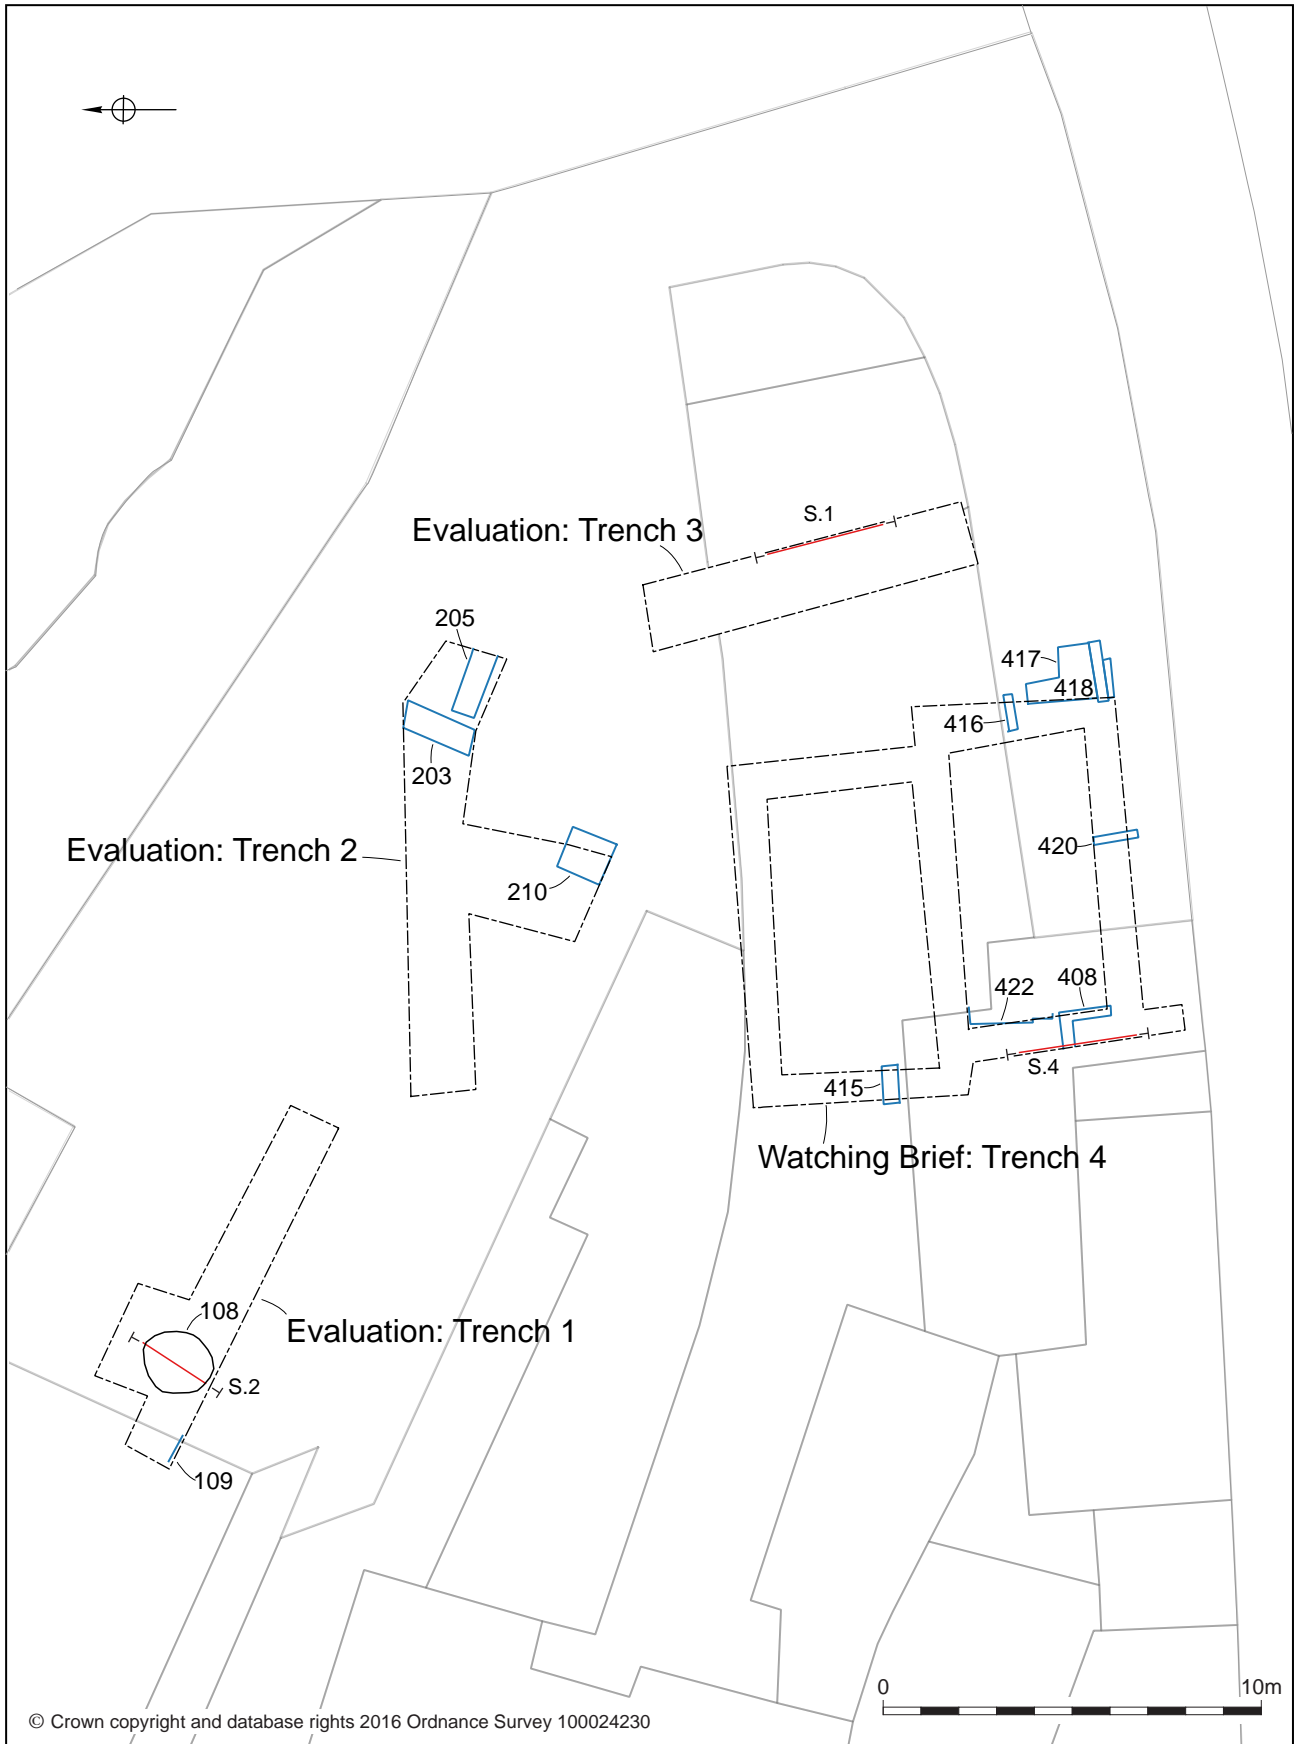 S.1
Evaluation: Trench 3
205
417
418
416
203
420
Evaluation: Trench 2
210
422
408
S.4
415
Watching Brief: Trench 4
108
Evaluation: Trench 1
S.2
109
0
10m
© Crown copyright and database rights 2016 Ordnance Survey 100024230